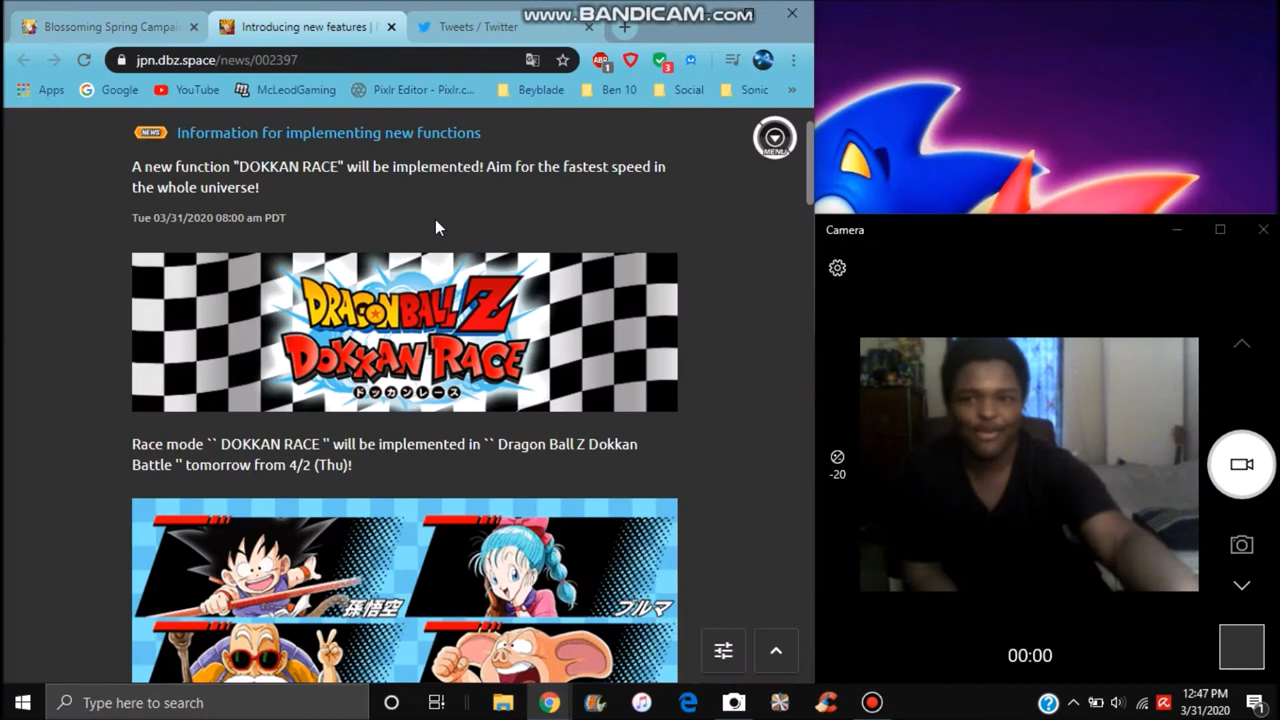 www.BANDICAM.com
Blossoming Spring Campai
Introducing new features |
Tweets / Twitter
jpn.dbz.space/news/002397
ABP
1
3
Apps
Google
YouTube
McLeodGaming
Pixlr Editor - Pixlr.c...
Beyblade
Ben 10
Social
Sonic
»
NEWS Information for implementing new functions
MENU
A new function "DOKKAN RACE" will be implemented! Aim for the fastest speed in
the whole universe!
Tue 03/31/2020 08:00 am PDT
DRAGONBALL Z
DOKKAN RACE
ドッカンレース
Race mode `` DOKKAN RACE '' will be implemented in `` Dragon Ball Z Dokkan
Battle '' tomorrow from 4/2 (Thu)!
孫悟空
ブルマ
Camera
-20
00:00
Type here to search
12:47 PM
3/31/2020
1